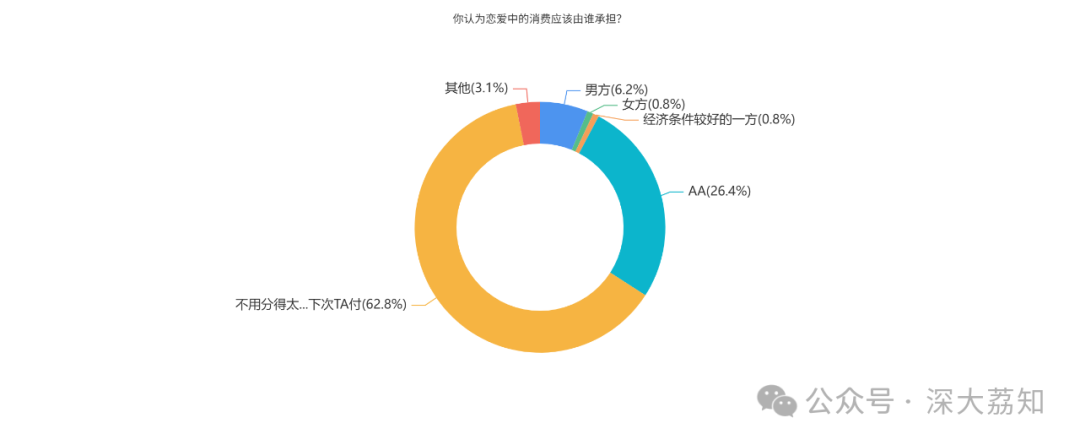 你认为恋爱中的消费应该由谁承担？
其他(3.1%)
男方(6.2%)
女方(0.8%)
经济条件较好的一方(0.8%)
AA(26.4%)
不用分得太...下次TA付(62.8%)
公众号 · 深大荔知